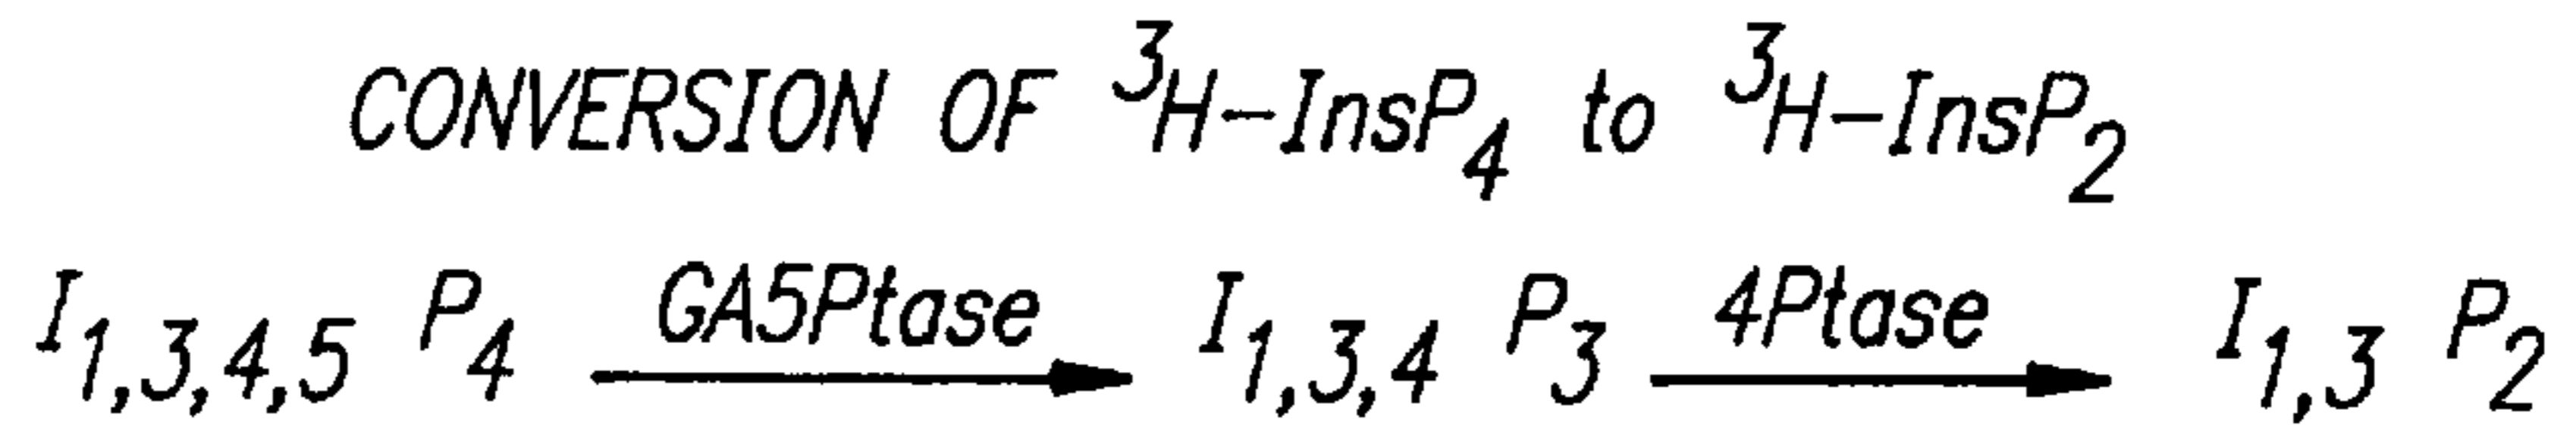 CONVERSION OF ³H-InsP₄ to ³H-InsP₂
I₁,₃,₄,₅ P₄ GA5Ptase I₁,₃,₄ P₃ 4Ptase I₁,₃ P₂